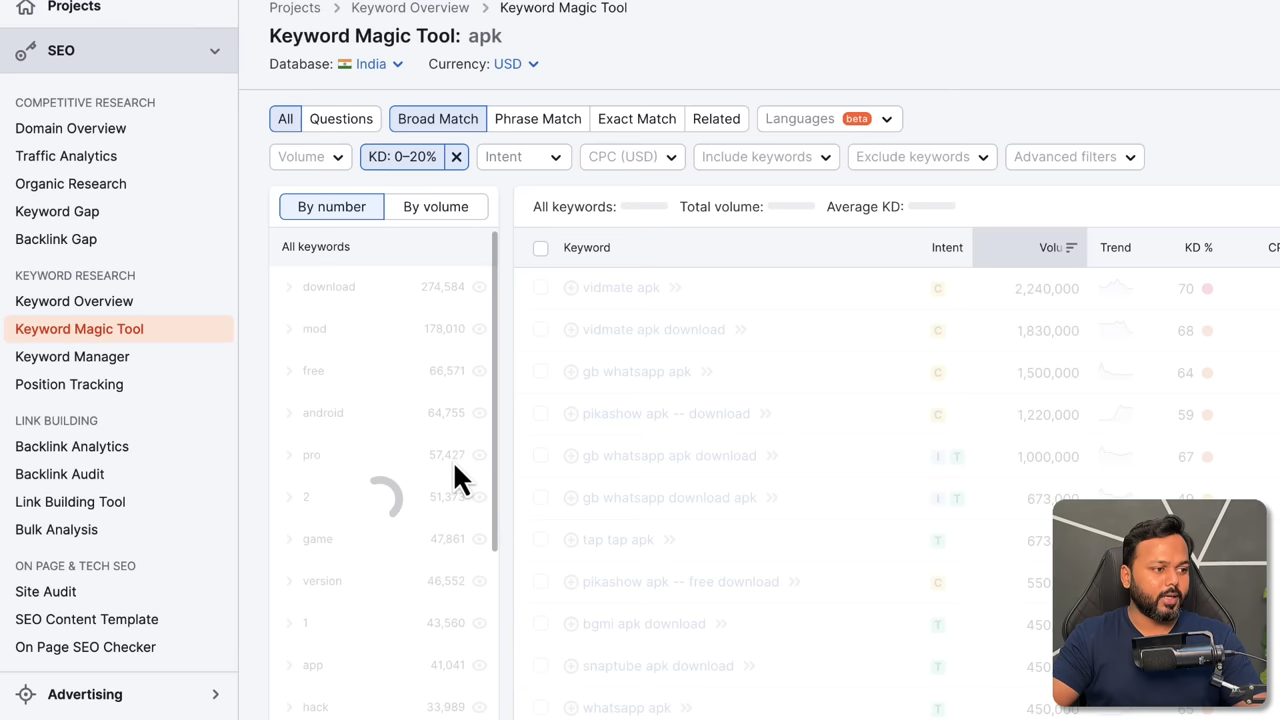 Projects
SEO
COMPETITIVE RESEARCH
Domain Overview
Traffic Analytics
Organic Research
Keyword Gap
Backlink Gap
KEYWORD RESEARCH
Keyword Overview
Keyword Magic Tool
Keyword Manager
Position Tracking
LINK BUILDING
Backlink Analytics
Backlink Audit
Link Building Tool
Bulk Analysis
ON PAGE & TECH SEO
Site Audit
SEO Content Template
On Page SEO Checker
Advertising
Projects > Keyword Overview > Keyword Magic Tool
Keyword Magic Tool: apk
Database: India Currency: USD
All Questions Broad Match Phrase Match Exact Match Related Languages beta
Volume KD: 0–20% Intent CPC (USD) Include keywords Exclude keywords Advanced filters
By number By volume
All keywords
download 274,584
mod 178,010
free 66,571
android 64,755
pro 57,427
2
game 47,861
version 46,552
1 43,560
app 41,041
hack 33,989
All keywords: Total volume: Average KD:
Keyword Intent Volu Trend KD % CP
vidmate apk C 2,240,000 70
vidmate apk download C 1,830,000 68
gb whatsapp apk C 1,500,000 64
pikashow apk -- download C 1,220,000 59
gb whatsapp apk download I T 1,000,000 67
gb whatsapp download apk I T 673,
tap tap apk T 673
pikashow apk -- free download C 550
bgmi apk download T 450
snaptube apk download T 450
whatsapp apk T 450,